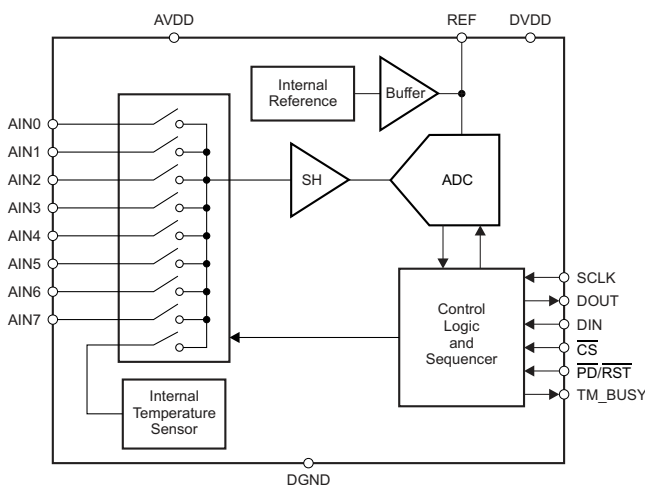 AVDD
REF
DVDD
Internal
Reference
Buffer
AIN0
AIN1
AIN2
AIN3
AIN4
AIN5
AIN6
AIN7
SH
ADC
Control
Logic
and
Sequencer
SCLK
DOUT
DIN
CS
PD/RST
TM_BUSY
Internal
Temperature
Sensor
DGND